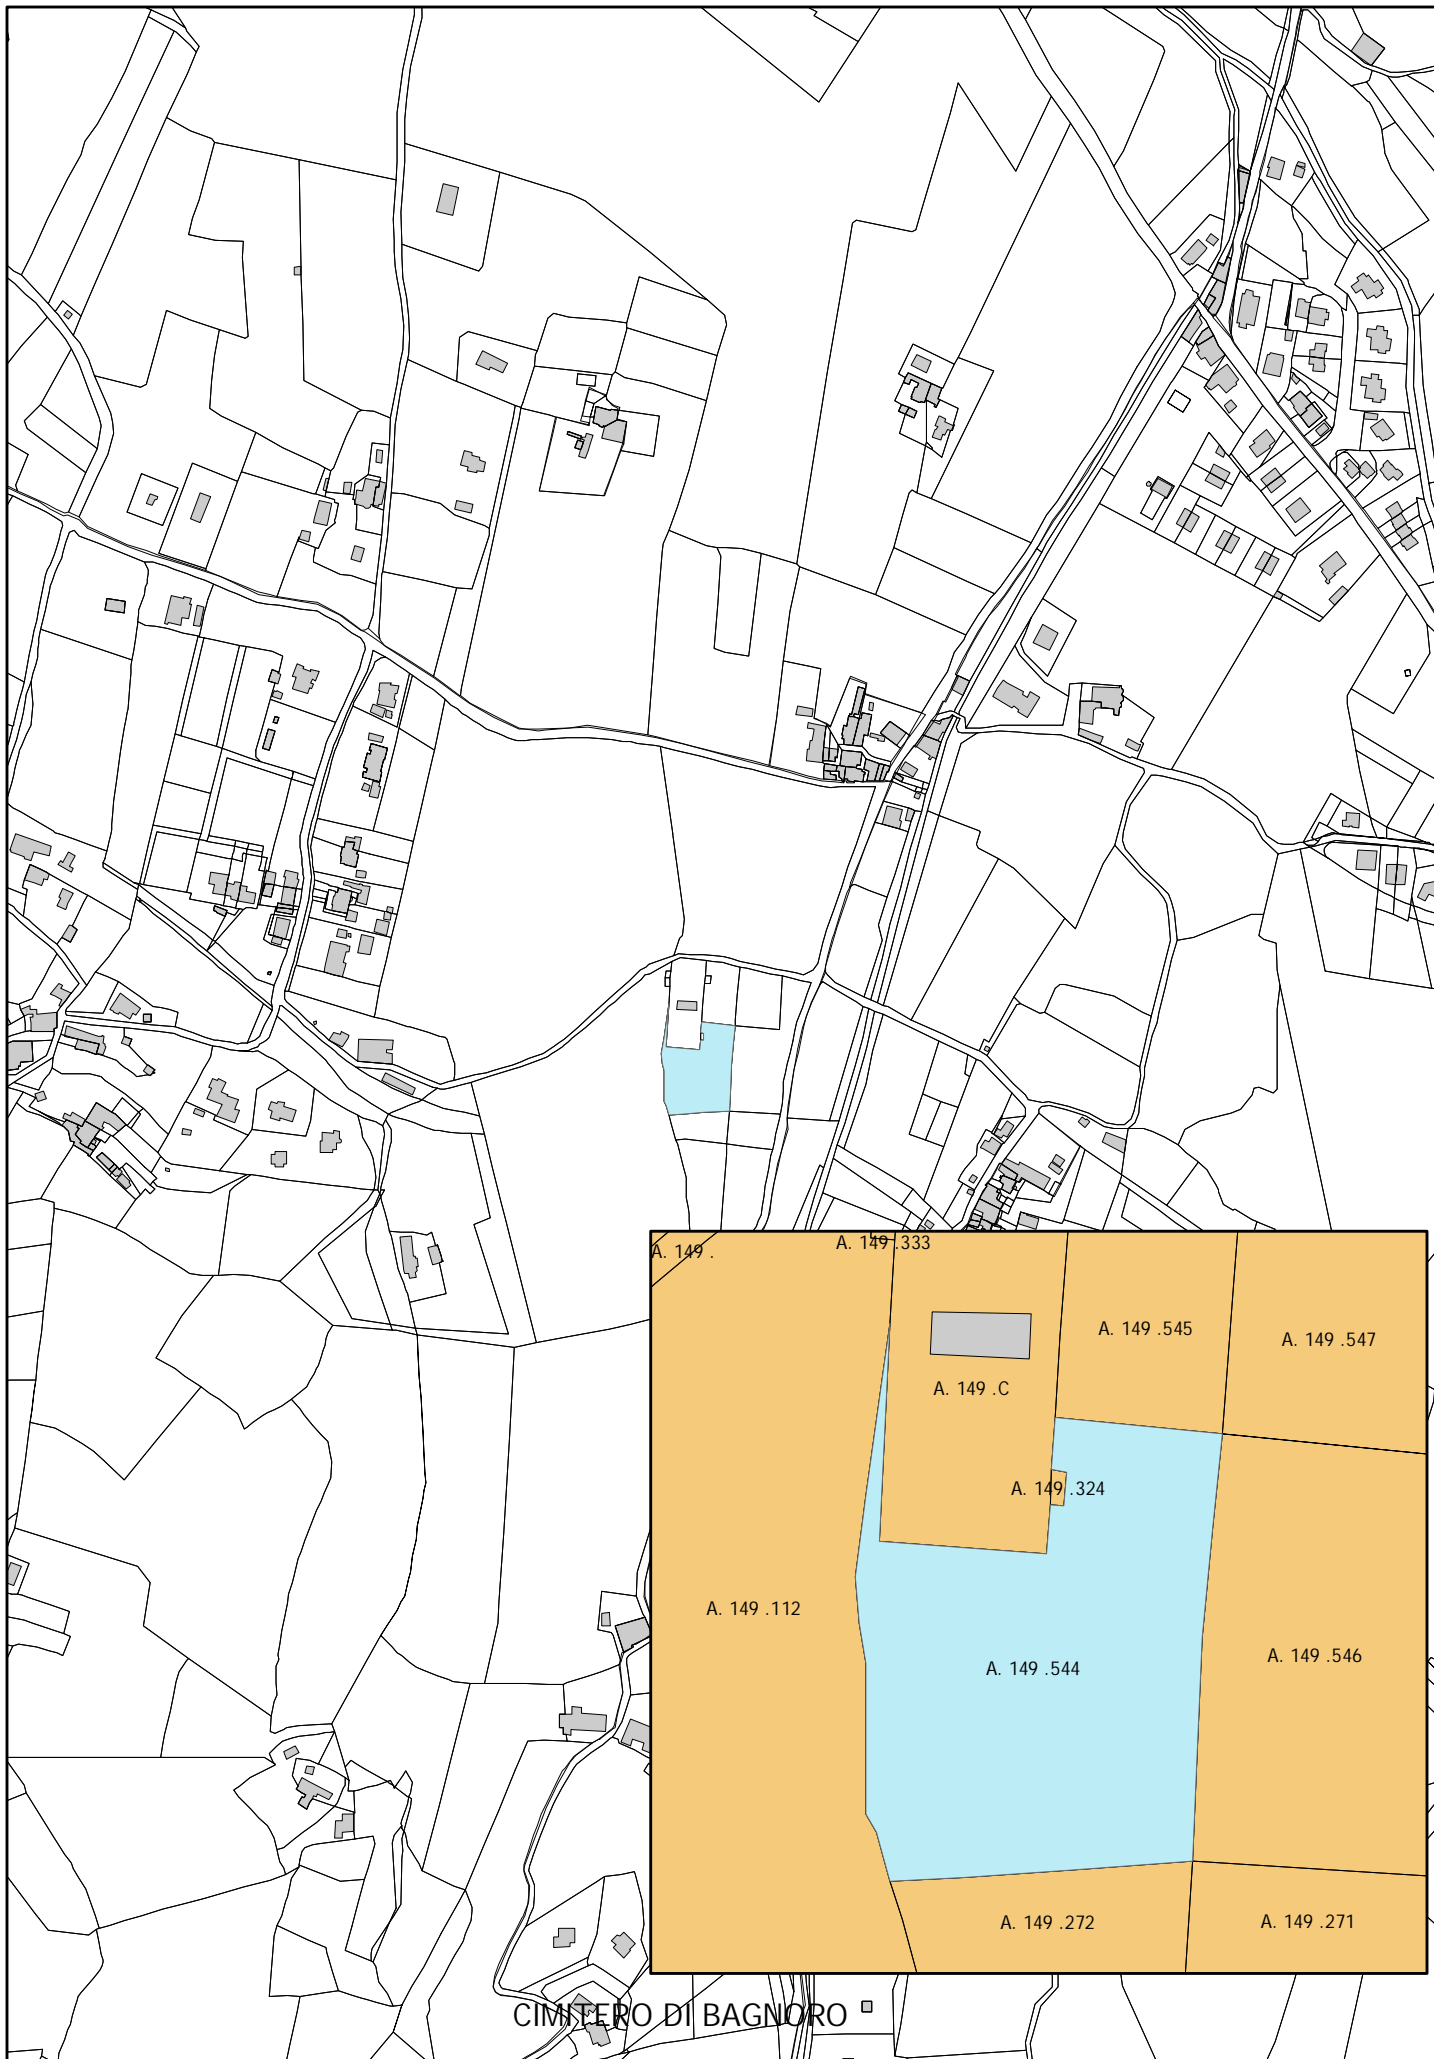 A. 149 .
A. 149 .333
A. 149 .545
A. 149 .547
A. 149 .C
A. 149 .324
A. 149 .112
A. 149 .544
A. 149 .546
A. 149 .272
A. 149 .271
CIMITERO DI BAGNORO